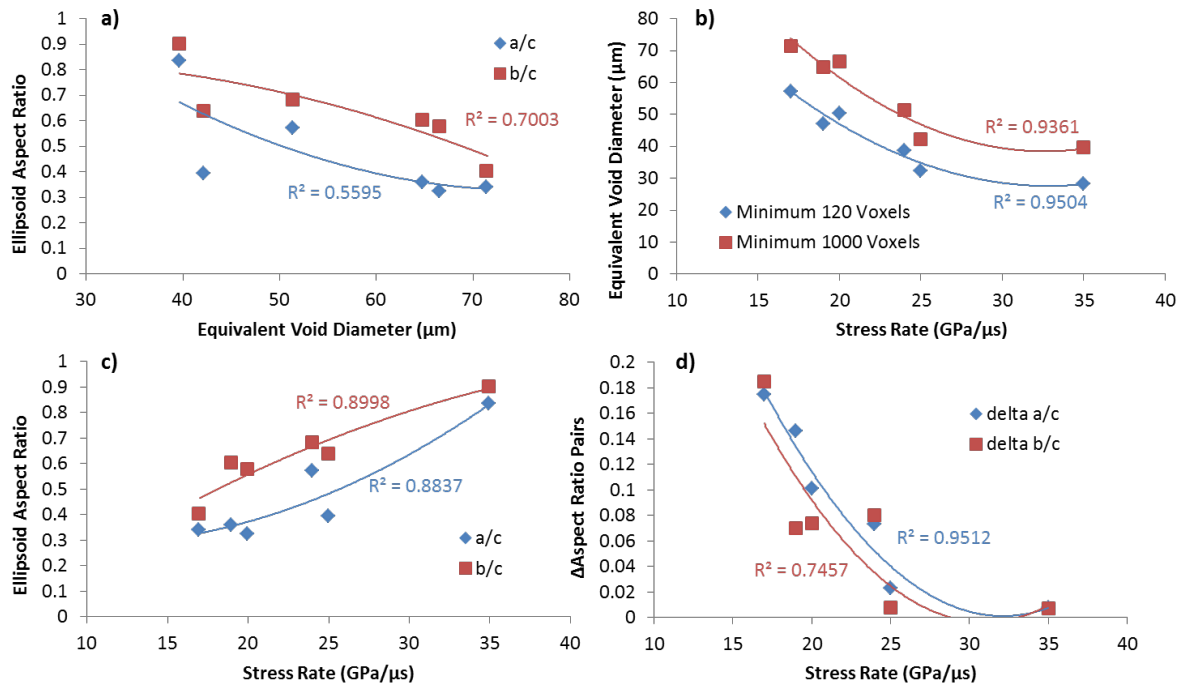 a)
1
0.9
0.8
0.7
0.6
0.5
0.4
0.3
0.2
0.1
0
Ellipsoid Aspect Ratio
a/c
b/c
R² = 0.7003
R² = 0.5595
30 40 50 60 70 80
Equivalent Void Diameter (µm)
b)
80
70
60
50
40
30
20
10
0
Equivalent Void Diameter (µm)
R² = 0.9361
R² = 0.9504
Minimum 120 Voxels
Minimum 1000 Voxels
10 15 20 25 30 35 40
Stress Rate (GPa/µs)
c)
1
0.9
0.8
0.7
0.6
0.5
0.4
0.3
0.2
0.1
0
Ellipsoid Aspect Ratio
R² = 0.8998
R² = 0.8837
a/c
b/c
10 15 20 25 30 35 40
Stress Rate (GPa/µs)
d)
0.2
0.18
0.16
0.14
0.12
0.1
0.08
0.06
0.04
0.02
0
ΔAspect Ratio Pairs
delta a/c
delta b/c
R² = 0.9512
R² = 0.7457
10 15 20 25 30 35 40
Stress Rate (GPa/µs)